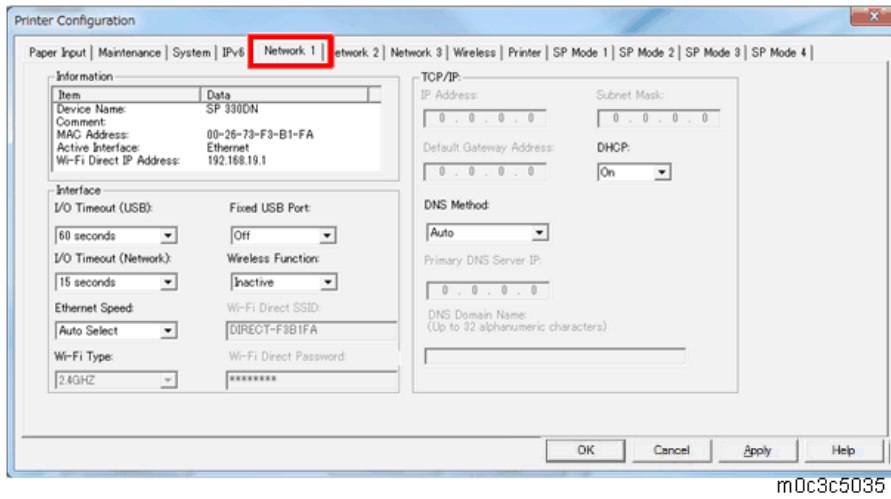 Printer Configuration
Paper Input | Maintenance | System | IPv6 Network 1 etwork 2 | Network 3 | Wireless | Printer | SP Mode 1 | SP Mode 2 | SP Mode 3 | SP Mode 4 |
Information
Item Data
Device Name: SP 330DN
Comment:
MAC Address: 00-26-73-F3-B1-FA
Active Interface: Ethernet
Wi-Fi Direct IP Address: 192.168.19.1
Interface
I/O Timeout (USB): Fixed USB Port:
60 seconds Off
I/O Timeout (Network): Wireless Function:
15 seconds Inactive
Ethernet Speed: Wi-Fi Direct SSID:
Auto Select DIRECT-F3B1FA
Wi-Fi Type: Wi-Fi Direct Password:
2.4GHZ ********
TCP/IP:
IP Address: Subnet Mask:
0 . 0 . 0 . 0 0 . 0 . 0 . 0
Default Gateway Address: DHCP:
0 . 0 . 0 . 0 On
DNS Method:
Auto
Primary DNS Server IP:
0 . 0 . 0 . 0
DNS Domain Name:
(Up to 32 alphanumeric characters)
OK Cancel Apply Help
m0c3c5035